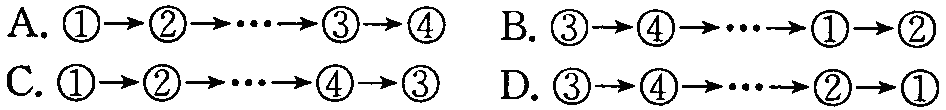 A. ①→②→⋯→③→④ B. ③→④→⋯→①→②
C. ①→②→⋯→④→③ D. ③→④→⋯→②→①